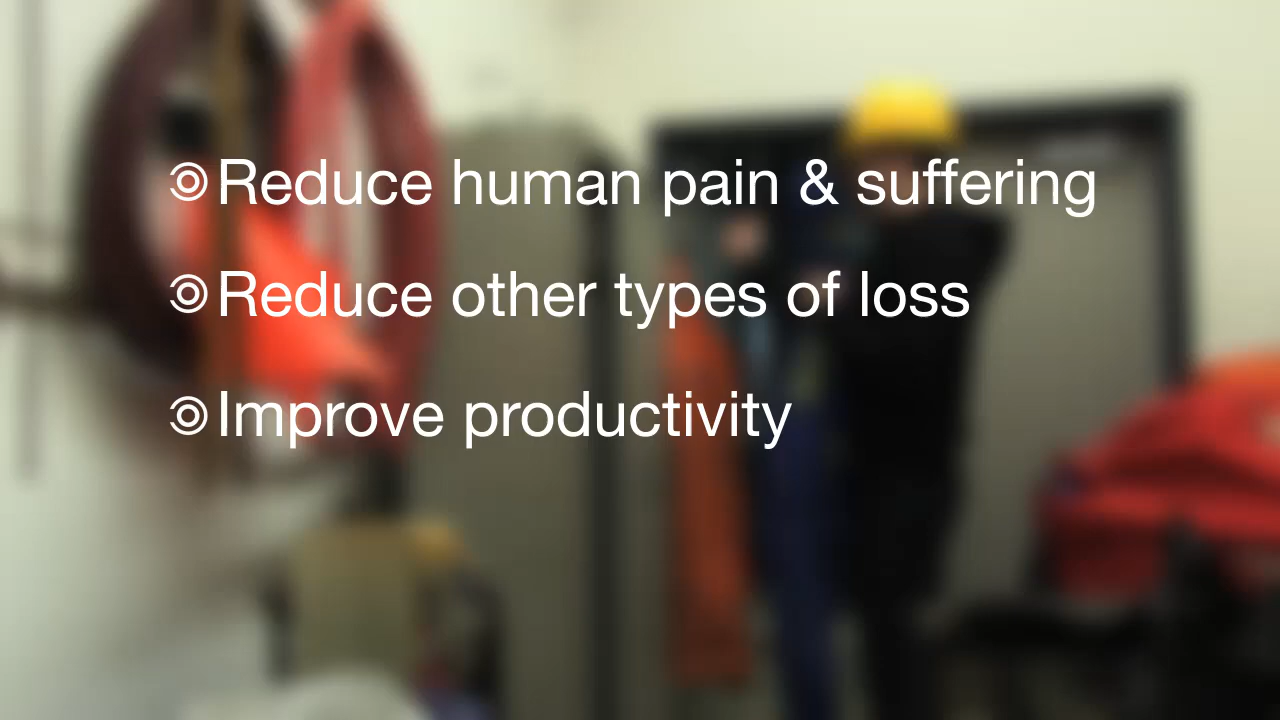 Reduce human pain & suffering
Reduce other types of loss
Improve productivity